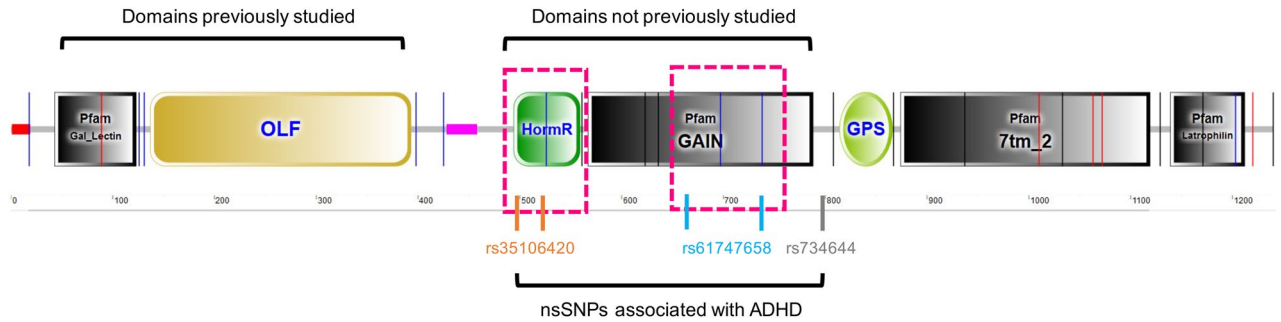 Domains previously studied
Domains not previously studied
Pfam
Gal_Lectin
OLF
HormR
Pfam
GAIN
GPS
Pfam
7tm_2
Pfam
Latrophilin
0 100 200 300 400 500 600 700 800 900 1000 1100 1200
rs35106420
rs61747658
rs734644
nsSNPs associated with ADHD